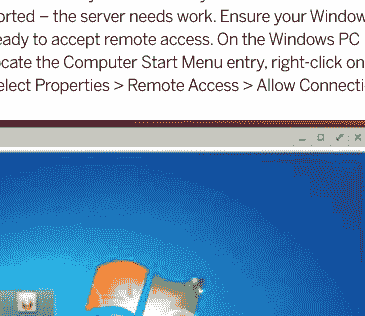 orted – the server needs work. Ensure your Window
eady to accept remote access. On the Windows PC
ocate the Computer Start Menu entry, right-click on
elect Properties > Remote Access > Allow Connecti